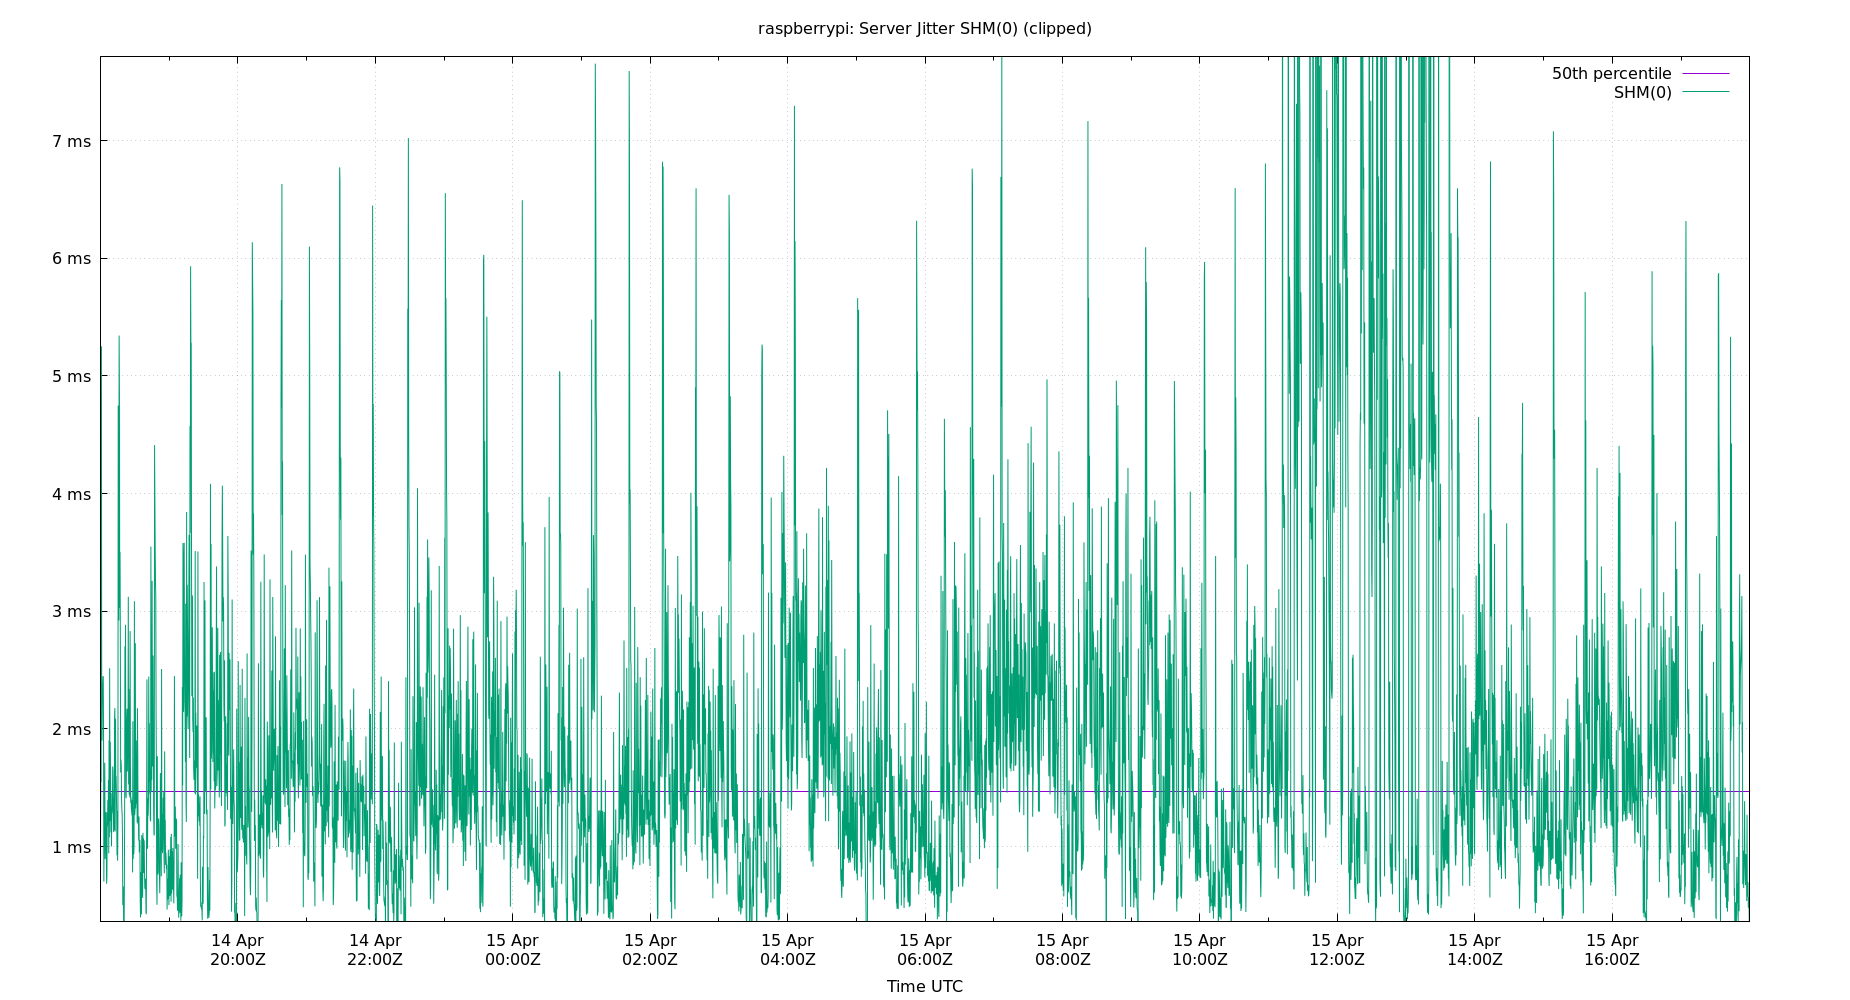 raspberrypi: Server Jitter SHM(0) (clipped)
50th percentile
SHM(0)
7 ms
6 ms
5 ms
4 ms
3 ms
2 ms
1 ms
14 Apr 14 Apr 15 Apr 15 Apr 15 Apr 15 Apr 15 Apr 15 Apr 15 Apr 15 Apr 15 Apr
20:00Z 22:00Z 00:00Z 02:00Z 04:00Z 06:00Z 08:00Z 10:00Z 12:00Z 14:00Z 16:00Z
Time UTC